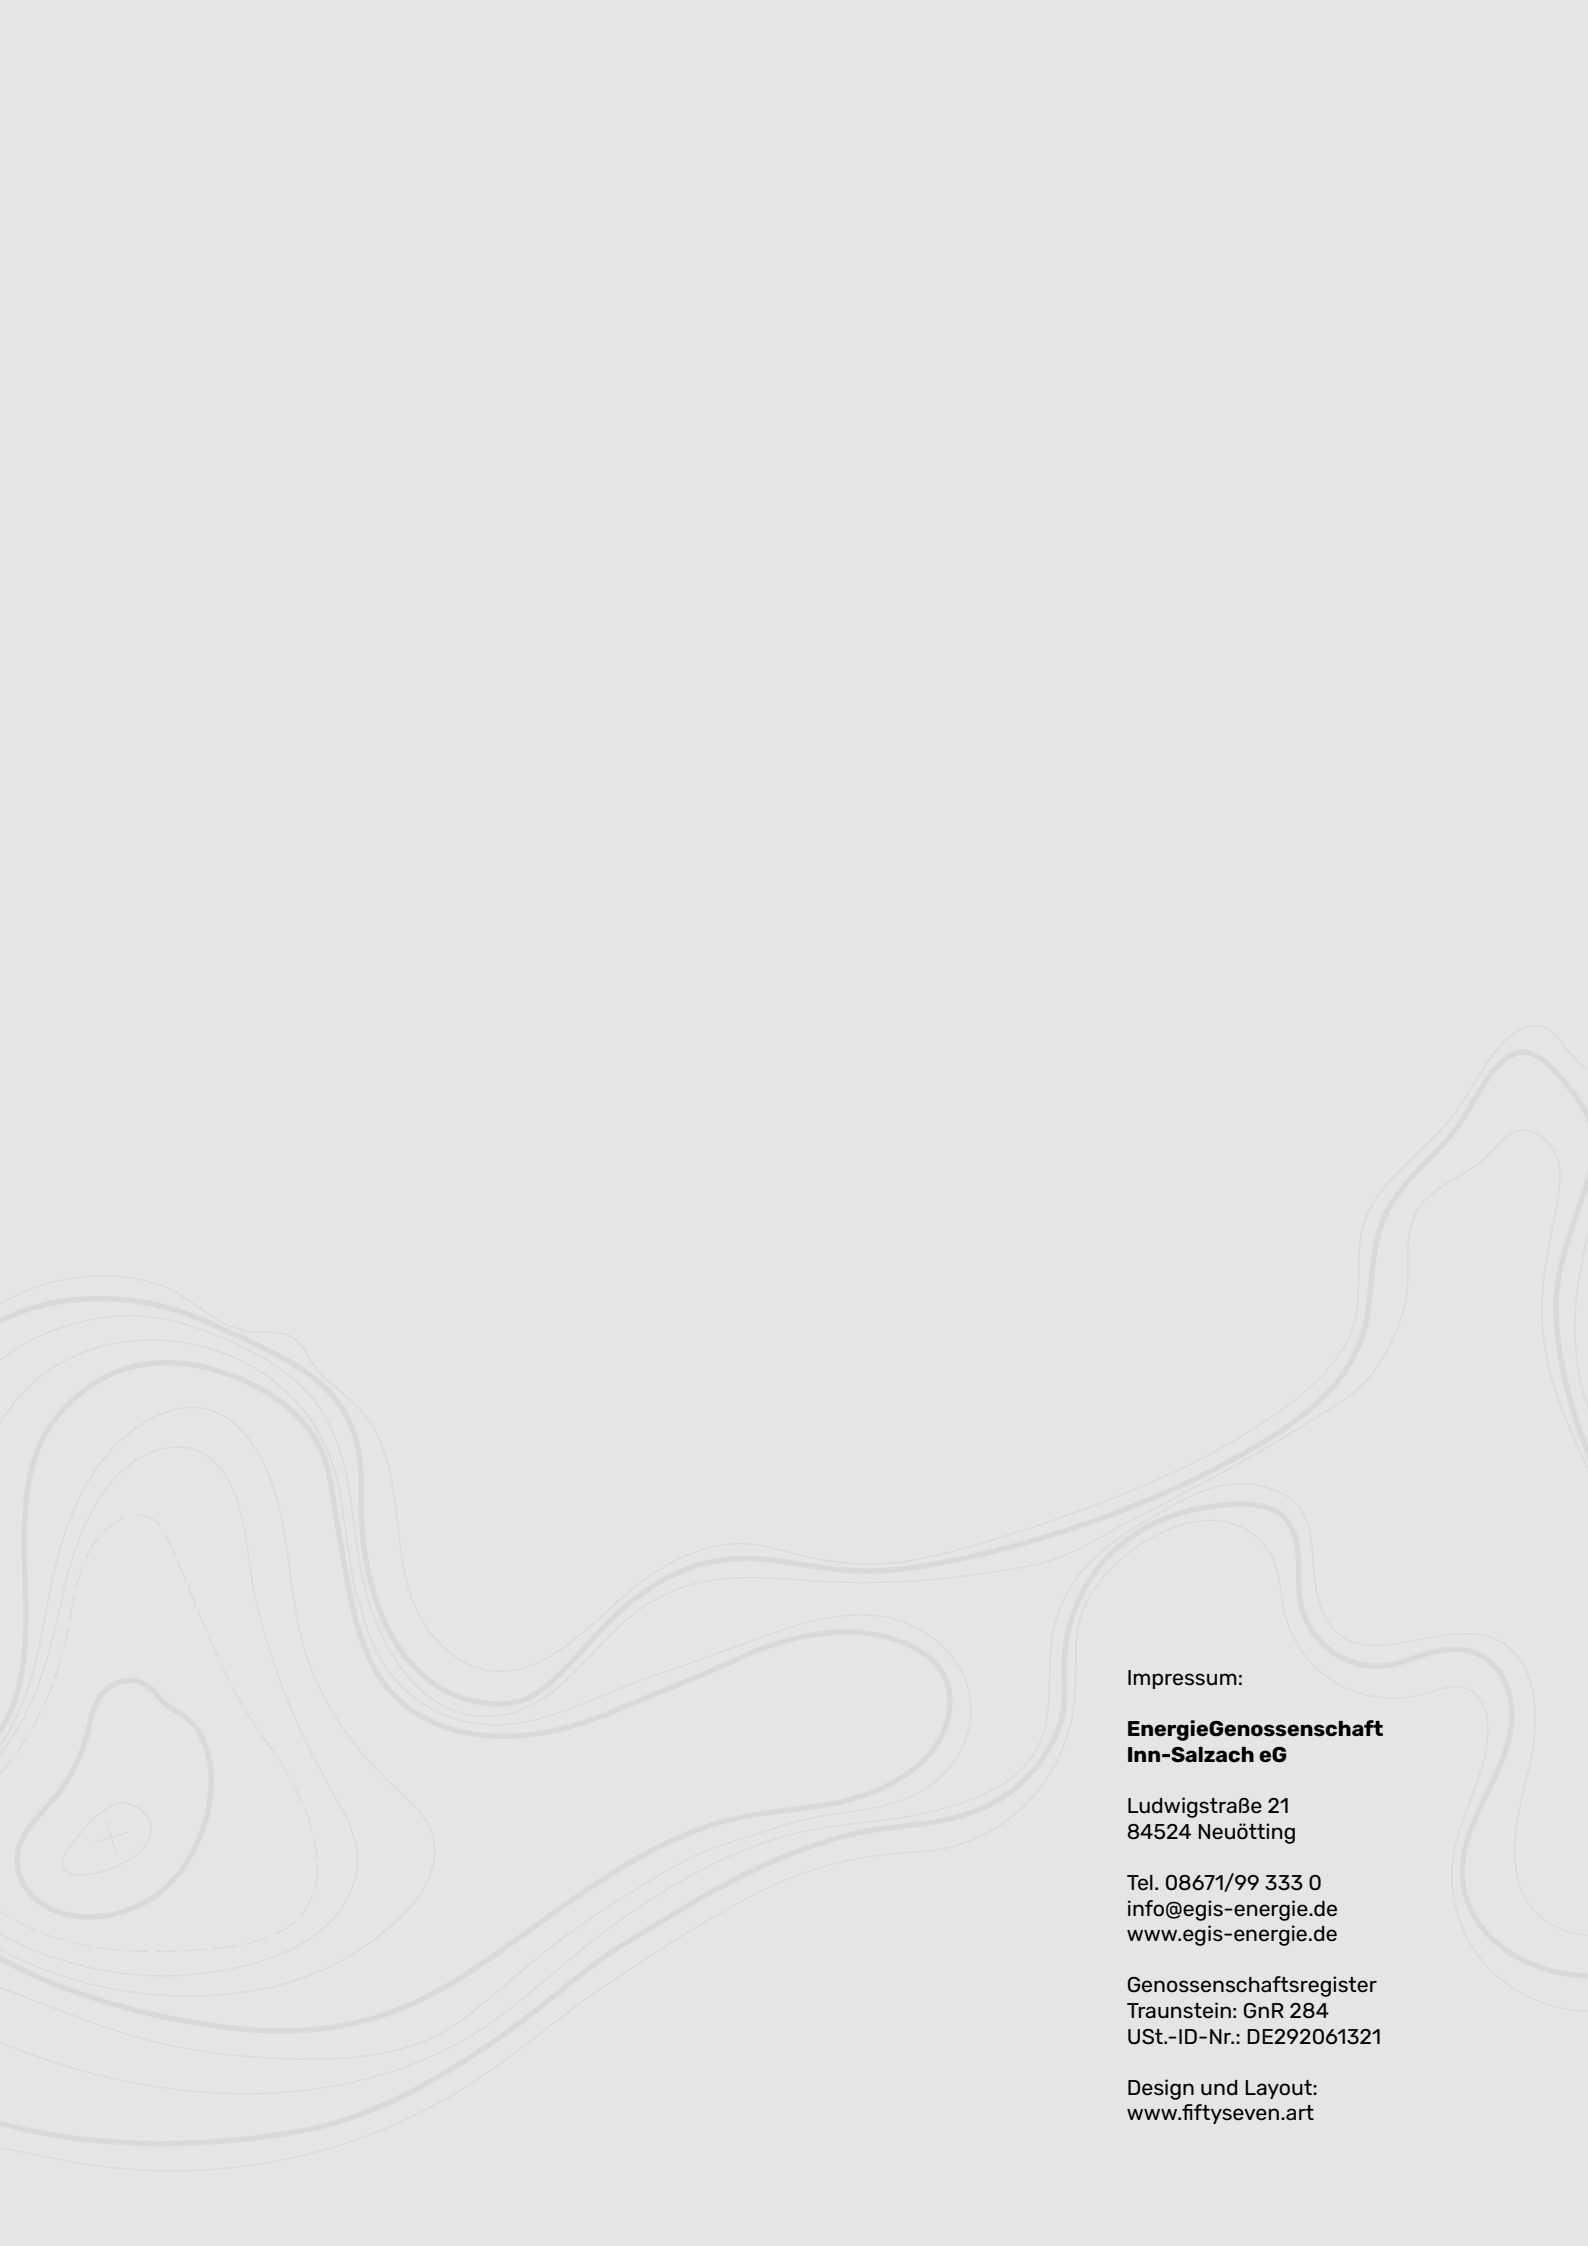 Impressum:
EnergieGenossenschaft
Inn-Salzach eG
Ludwigstraße 21
84524 Neuötting
Tel. 08671/99 333 0
info@egis-energie.de
www.egis-energie.de
Genossenschaftsregister
Traunstein: GnR 284
USt.-ID-Nr.: DE292061321
Design und Layout:
www.fiftyseven.art